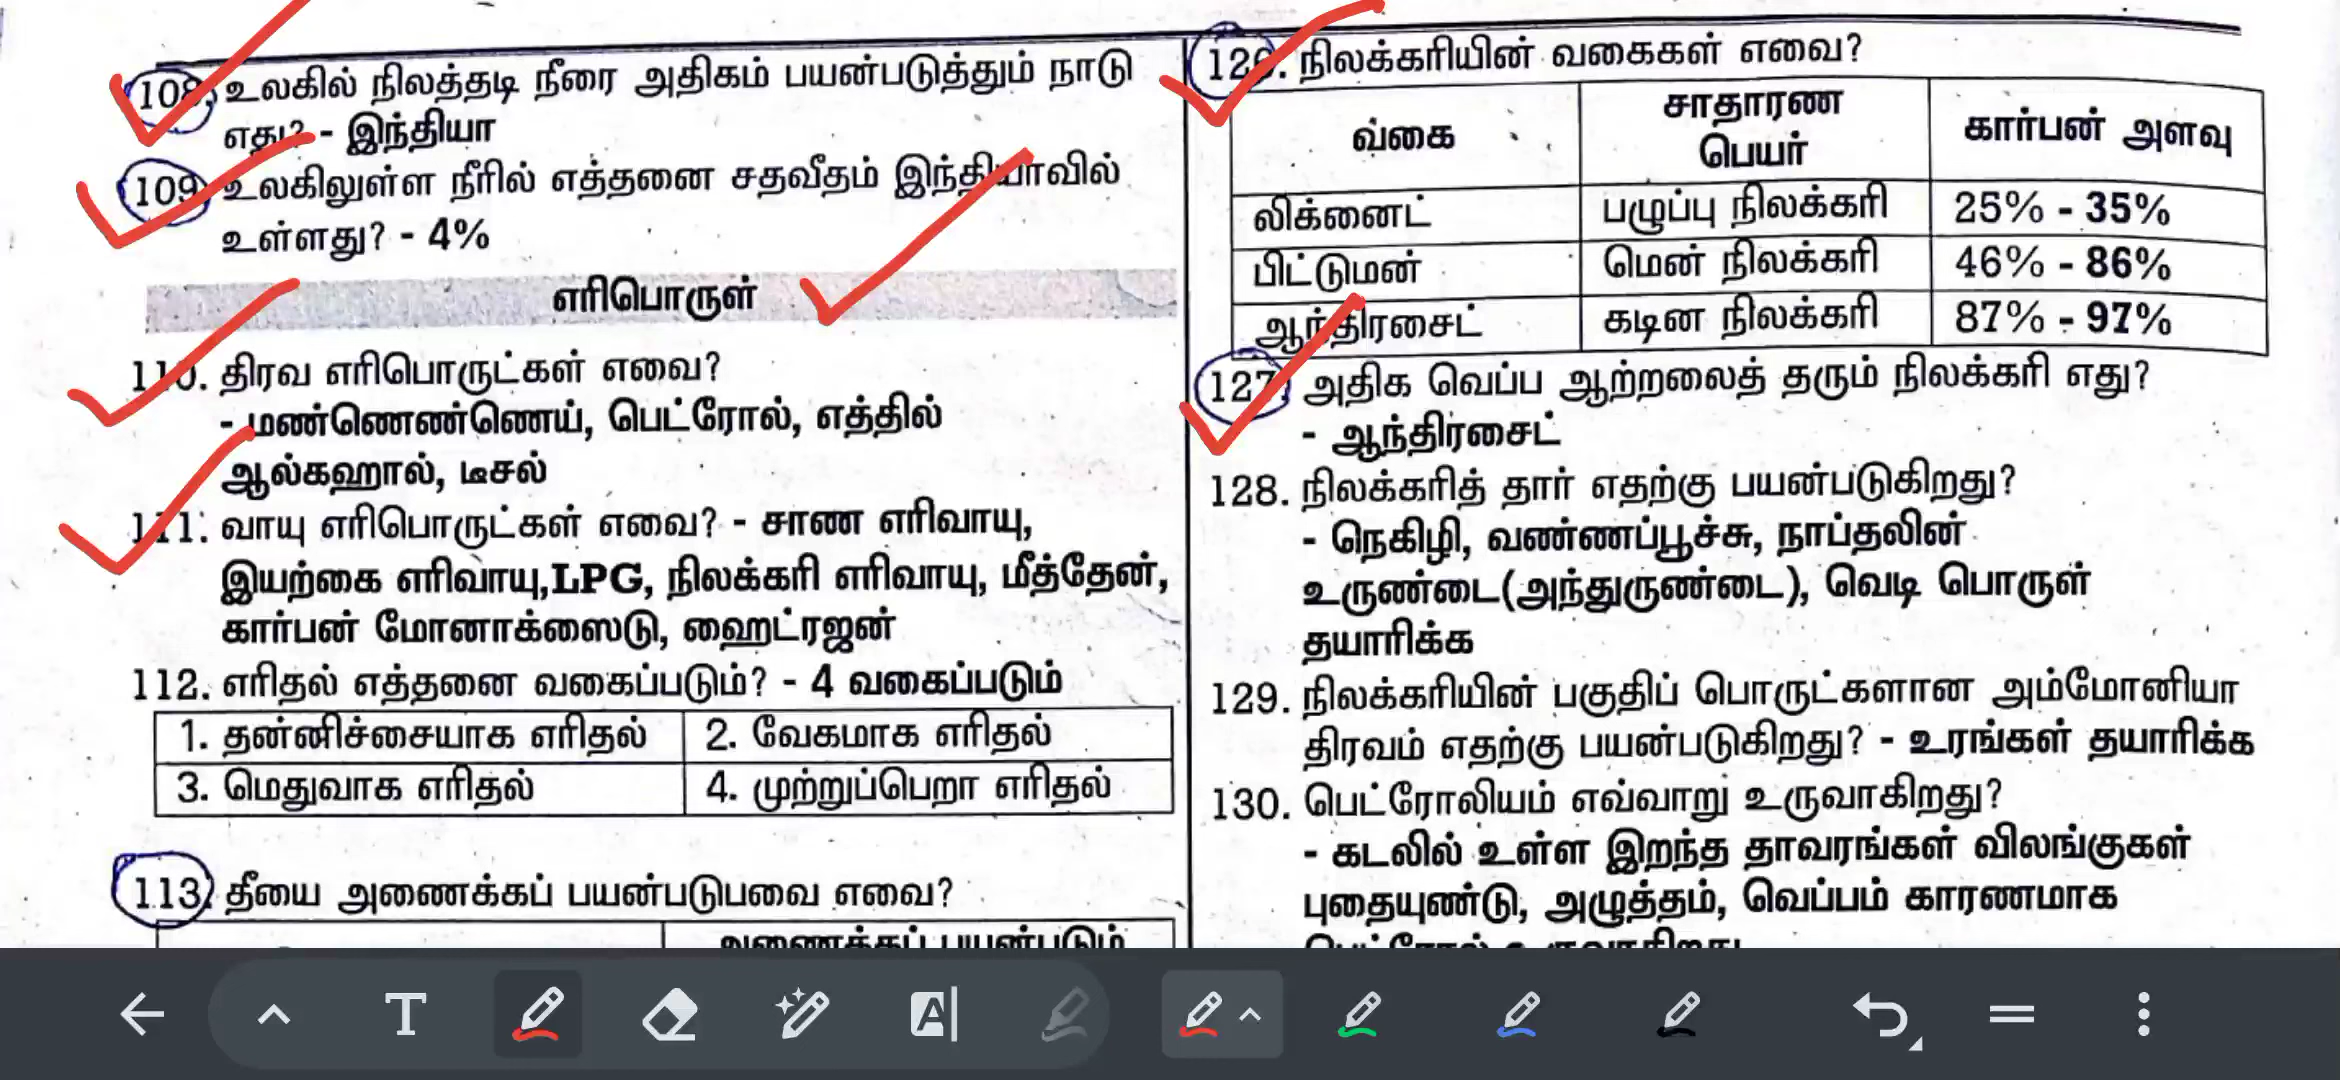 108. உலகில் நிலத்தடி நீரை அதிகம் பயன்படுத்தும் நாடு
எது? - இந்தியா
109. உலகிலுள்ள நீரில் எத்தனை சதவீதம் இந்தியாவில்
உள்ளது? - 4%
எரிபொருள்
110. திரவ எரிபொருட்கள் எவை?
- மண்ணெண்ணெய், பெட்ரோல், எத்தில்
ஆல்கஹால், டீசல்
111. வாயு எரிபொருட்கள் எவை? - சாண எரிவாயு,
இயற்கை எரிவாயு,LPG, நிலக்கரி எரிவாயு, மீத்தேன்,
கார்பன் மோனாக்ஸைடு, ஹைட்ரஜன்
112. எரிதல் எத்தனை வகைப்படும்? - 4 வகைப்படும்
1. தன்னிச்சையாக எரிதல் 2. வேகமாக எரிதல்
3. மெதுவாக எரிதல் 4. முற்றுப்பெறா எரிதல்
113. தீயை அணைக்கப் பயன்படுபவை எவை?
அணைக்கப் பயன்படும்
126. நிலக்கரியின் வகைகள் எவை?
வகை சாதாரண பெயர் கார்பன் அளவு
லிக்னைட் பழுப்பு நிலக்கரி 25% - 35%
பிட்டுமன் மென் நிலக்கரி 46% - 86%
ஆந்திரசைட் கடின நிலக்கரி 87% - 97%
127. அதிக வெப்ப ஆற்றலைத் தரும் நிலக்கரி எது?
- ஆந்திரசைட்
128. நிலக்கரித் தார் எதற்கு பயன்படுகிறது?
- நெகிழி, வண்ணப்பூச்சு, நாப்தலின்
உருண்டை(அந்துருண்டை), வெடி பொருள்
தயாரிக்க
129. நிலக்கரியின் பகுதிப் பொருட்களான அம்மோனியா
திரவம் எதற்கு பயன்படுகிறது? - உரங்கள் தயாரிக்க
130. பெட்ரோலியம் எவ்வாறு உருவாகிறது?
- கடலில் உள்ள இறந்த தாவரங்கள் விலங்குகள்
புதையுண்டு, அழுத்தம், வெப்பம் காரணமாக
பெட்ரோல் உருவாகிறது
T
A